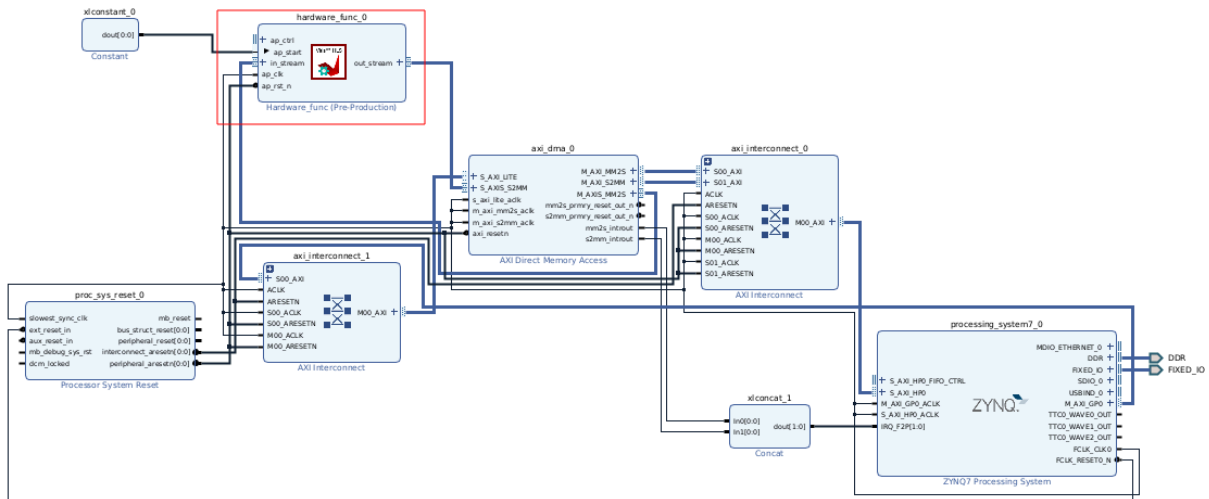 xlconstant_0
dout[0:0]
Constant
hardware_func_0
ap_ctrl
ap_start
in_stream
ap_clk
ap_rst_n
out_stream
Hardware_func (Pre-Production)
axi_dma_0
S_AXI_LITE
S_AXIS_S2MM
s_axi_lite_aclk
m_axi_mm2s_aclk
m_axi_s2mm_aclk
axi_resetn
M_AXI_MM2S
M_AXI_S2MM
M_AXIS_MM2S
mm2s_prmry_reset_out_n
s2mm_prmry_reset_out_n
mm2s_introut
s2mm_introut
AXI Direct Memory Access
axi_interconnect_0
S00_AXI
S01_AXI
ACLK
ARESETN
S00_ACLK
S00_ARESETN
M00_ACLK
M00_ARESETN
S01_ACLK
S01_ARESETN
M00_AXI
AXI Interconnect
axi_interconnect_1
S00_AXI
ACLK
ARESETN
S00_ACLK
S00_ARESETN
M00_ACLK
M00_ARESETN
M00_AXI
AXI Interconnect
proc_sys_reset_0
slowest_sync_clk
ext_reset_in
aux_reset_in
mb_debug_sys_rst
dcm_locked
mb_reset
bus_struct_reset[0:0]
peripheral_reset[0:0]
interconnect_aresetn[0:0]
peripheral_aresetn[0:0]
Processor System Reset
xlconcat_1
In0[0:0]
In1[0:0]
dout[1:0]
Concat
processing_system7_0
S_AXI_HP0_FIFO_CTRL
S_AXI_HP0
M_AXI_GP0_ACLK
S_AXI_HP0_ACLK
IRQ_F2P[1:0]
ZYNQ
MDIO_ETHERNET_0
DDR
FIXED_IO
SDIO_0
USBIND_0
M_AXI_GP0
TTC0_WAVE0_OUT
TTC0_WAVE1_OUT
TTC0_WAVE2_OUT
FCLK_CLK0
FCLK_RESET0_N
ZYNQ7 Processing System
DDR
FIXED_IO